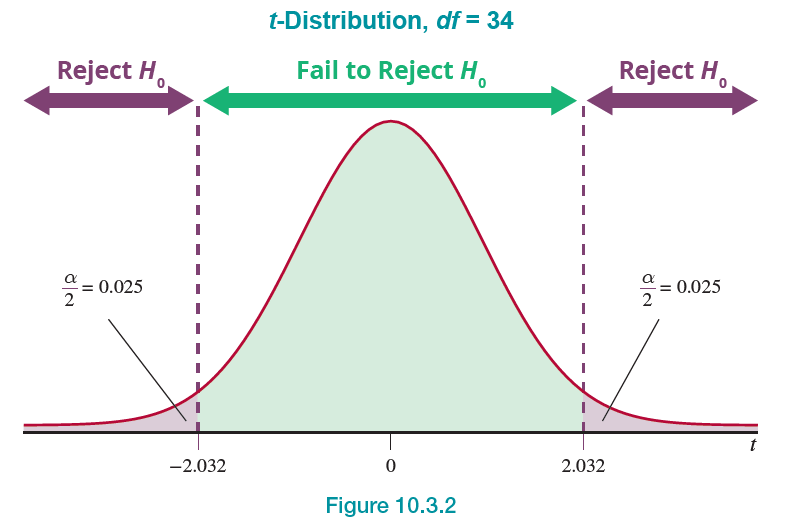 t-Distribution, df = 34
Reject H₀ Fail to Reject H₀ Reject H₀
α/2 = 0.025 α/2 = 0.025
t
−2.032 0 2.032
Figure 10.3.2